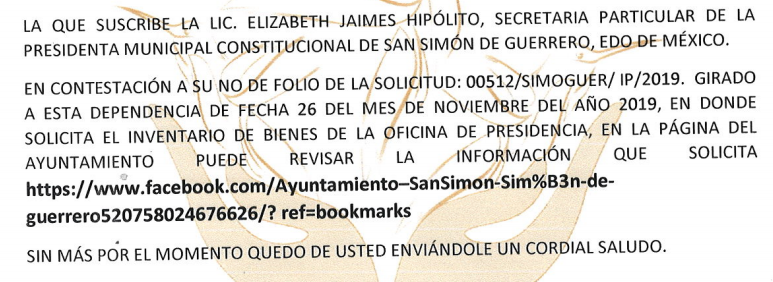 LA QUE SUSCRIBE LA LIC. ELIZABETH JAIMES HIPÓLITO, SECRETARIA PARTICULAR DE LA
PRESIDENTA MUNICIPAL CONSTITUCIONAL DE SAN SIMÓN DE GUERRERO, EDO DE MÉXICO.
EN CONTESTACIÓN A SU NO DE FOLIO DE LA SOLICITUD: 00512/SIMOGUER/ IP/2019. GIRADO
A ESTA DEPENDENCIA DE FECHA 26 DEL MES DE NOVIEMBRE DEL AÑO 2019, EN DONDE
SOLICITA EL INVENTARIO DE BIENES DE LA OFICINA DE PRESIDENCIA, EN LA PÁGINA DEL
AYUNTAMIENTO PUEDE REVISAR LA INFORMACIÓN QUE SOLICITA
https://www.facebook.com/Ayuntamiento–SanSimon-Sim%B3n-de-
guerrero520758024676626/? ref=bookmarks
SIN MÁS POR EL MOMENTO QUEDO DE USTED ENVIÁNDOLE UN CORDIAL SALUDO.